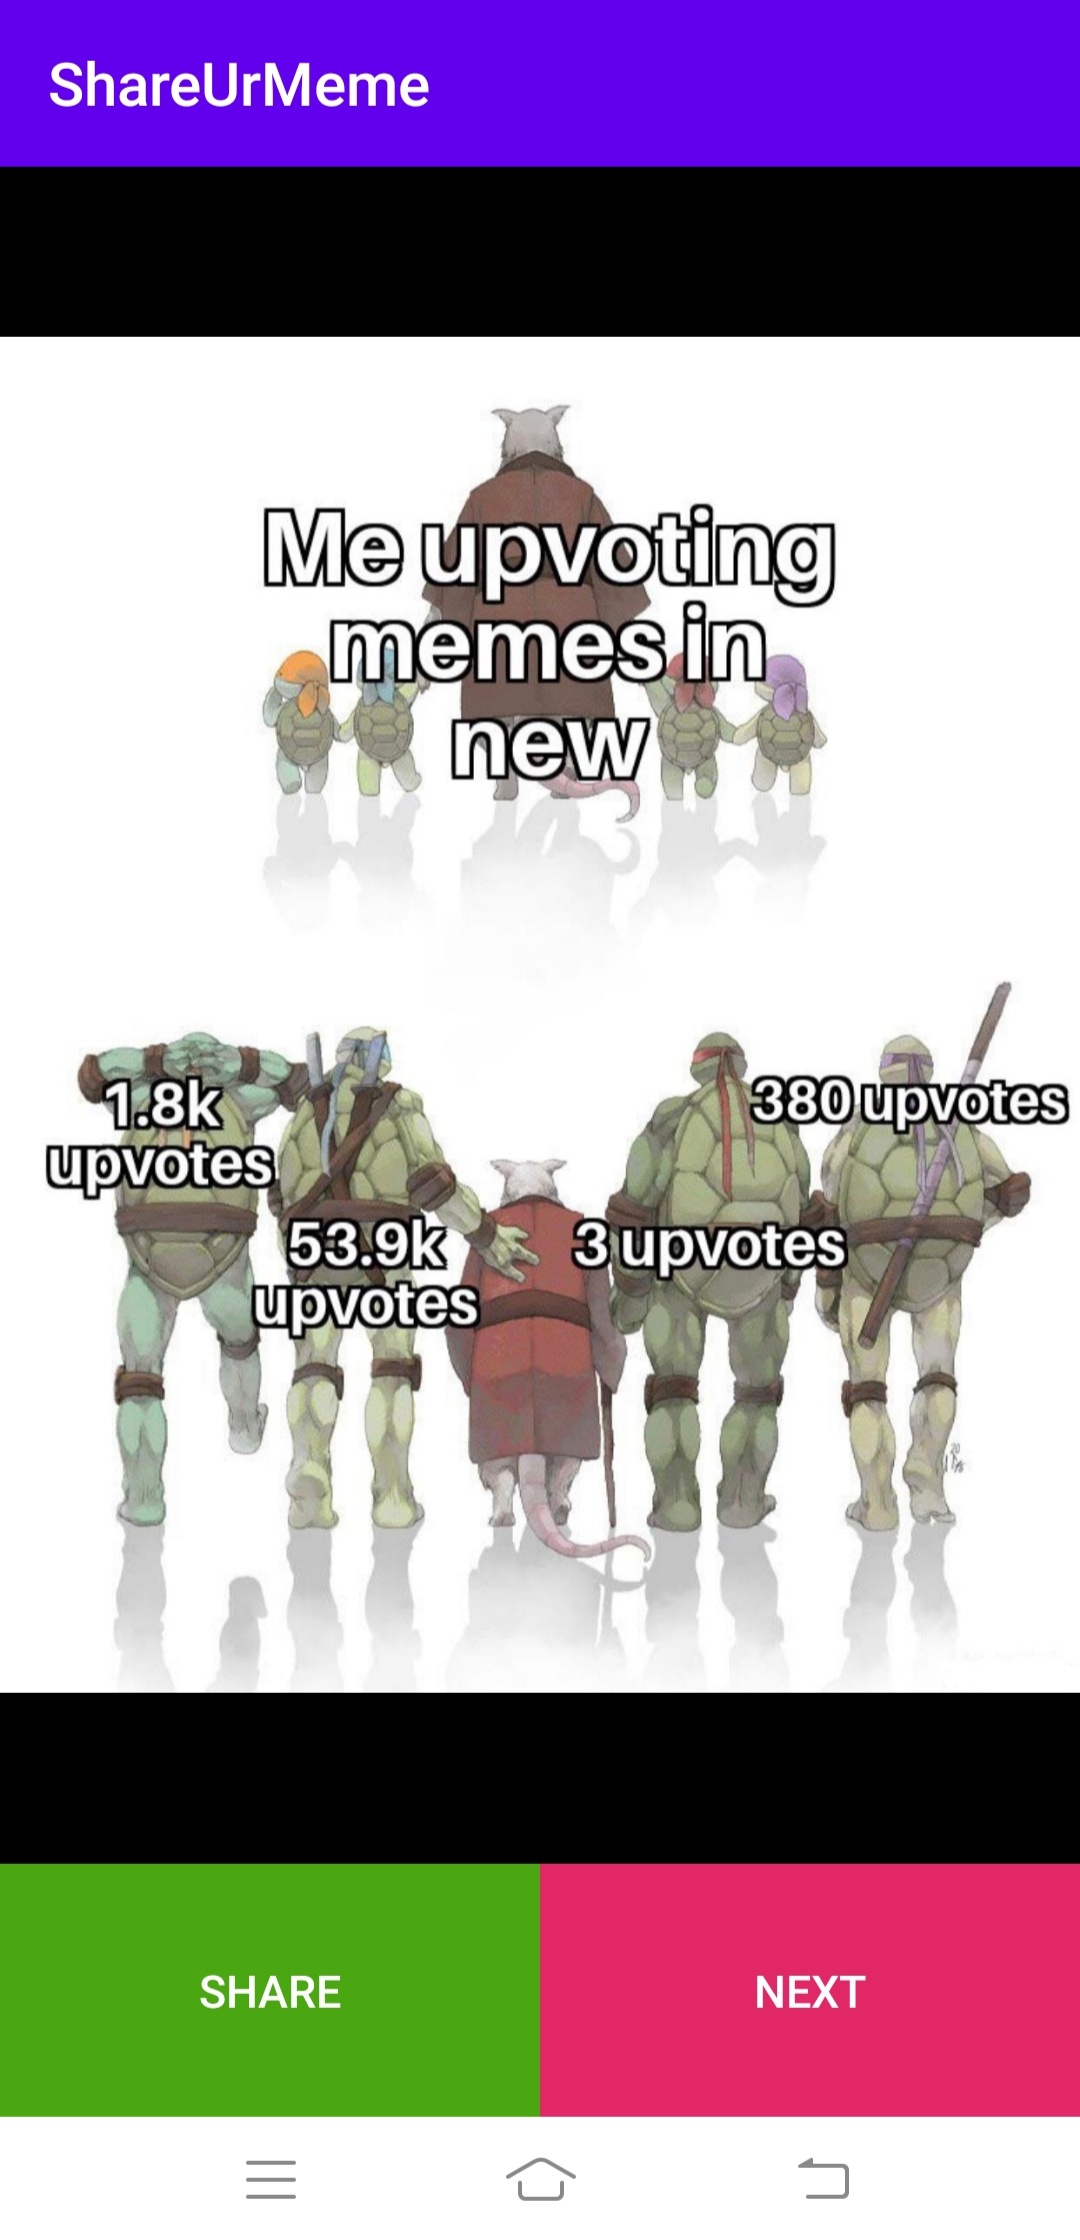 ShareUrMeme
Me upvoting
memes in
new
1.8k
upvotes
53.9k
upvotes
3 upvotes
380 upvotes
SHARE
NEXT